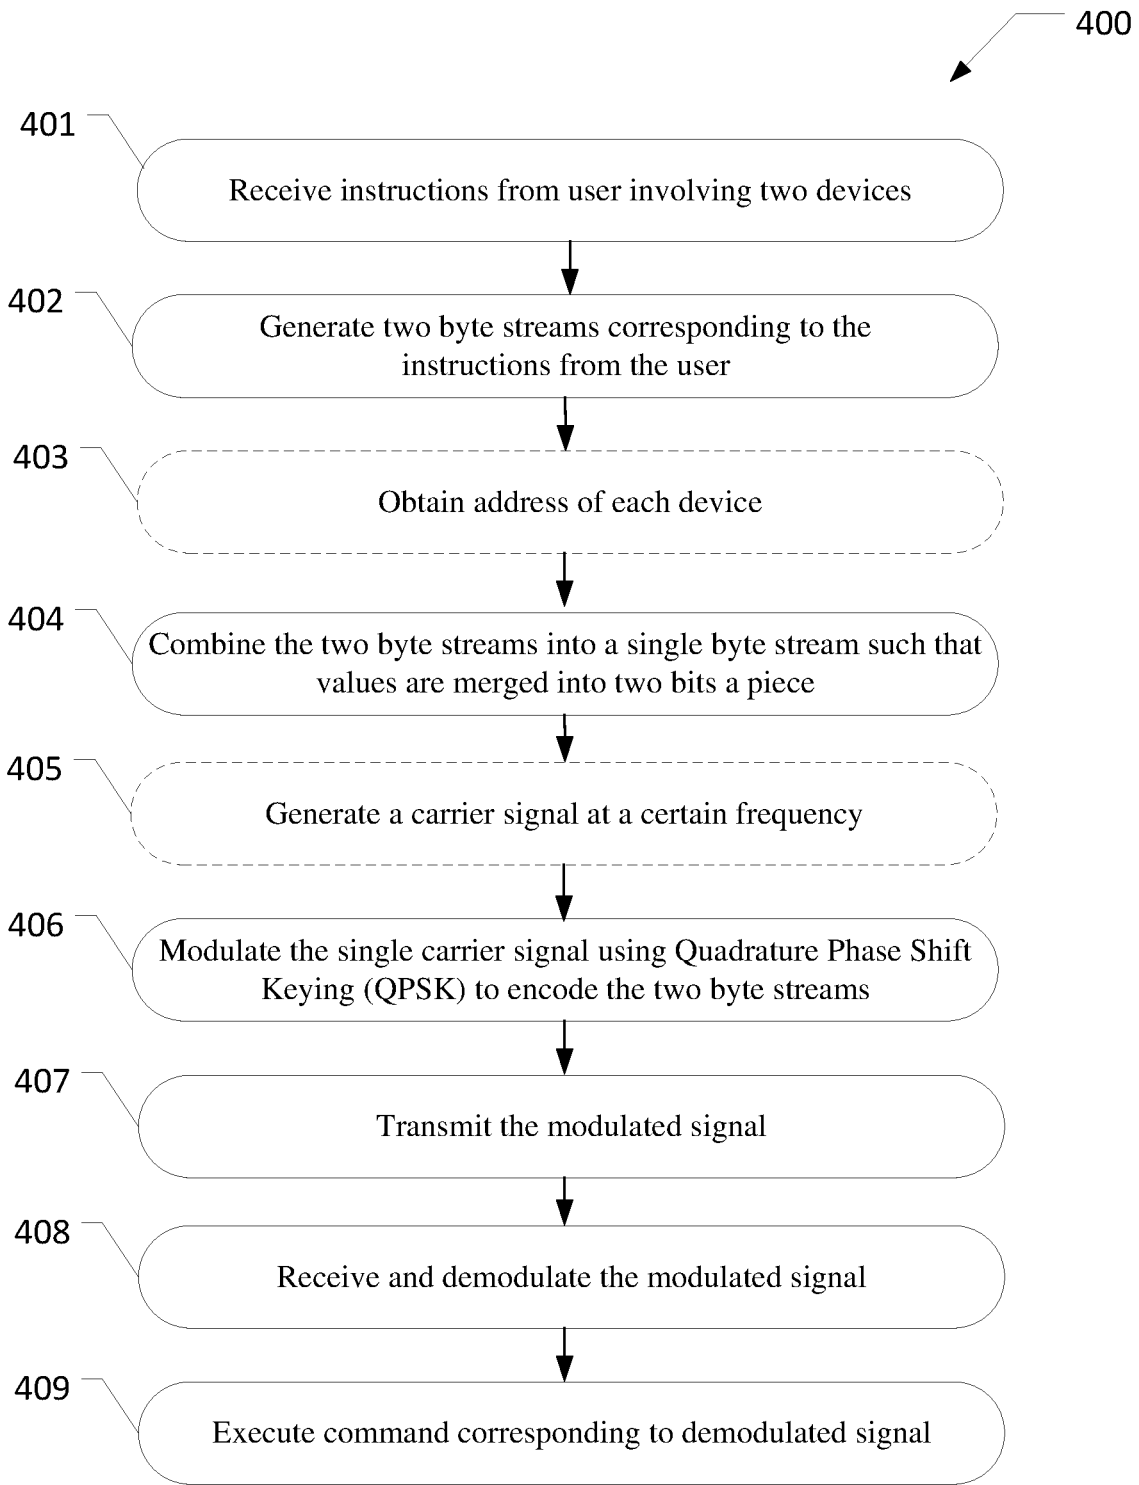 400
401
Receive instructions from user involving two devices
402
Generate two byte streams corresponding to the
instructions from the user
403
Obtain address of each device
404
Combine the two byte streams into a single byte stream such that
values are merged into two bits a piece
405
Generate a carrier signal at a certain frequency
406
Modulate the single carrier signal using Quadrature Phase Shift
Keying (QPSK) to encode the two byte streams
407
Transmit the modulated signal
408
Receive and demodulate the modulated signal
409
Execute command corresponding to demodulated signal